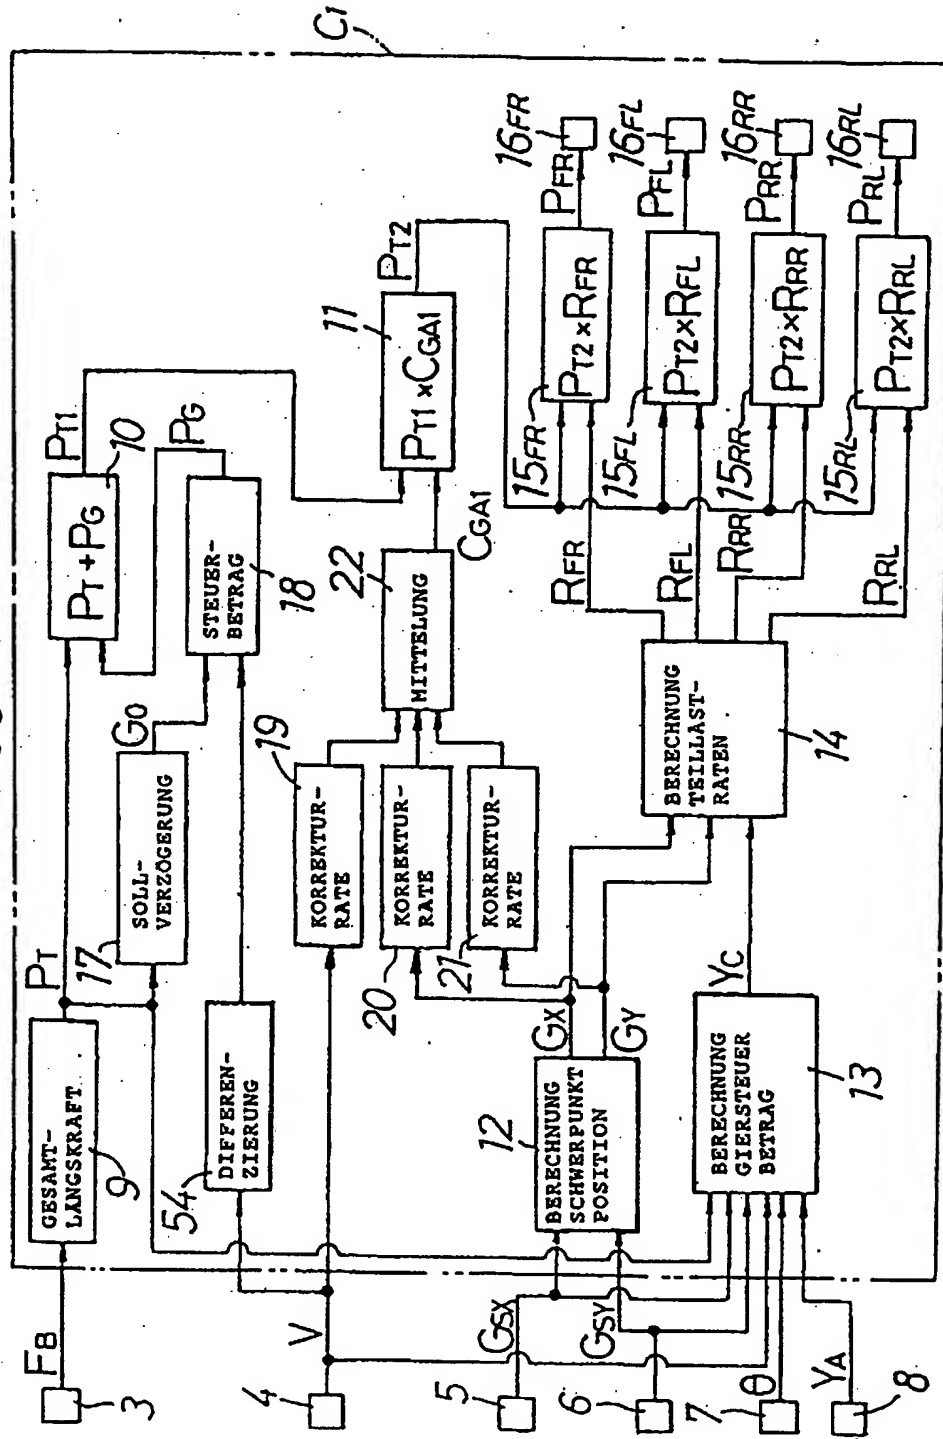 C1
FB
3
GESAMT-
LÄNGSKRAFT
9
PT
PT + PG
10
PT1
17
SOLL-
VERZÖGERUNG
G0
STEUER-
BETRAG
18
PG
54
DIFFEREN-
ZIERUNG
V
4
19
KORREKTUR-
RATE
20
KORREKTUR-
RATE
21
KORREKTUR-
RATE
22
MITTELUNG
CGA1
11
PT1 × CGA1
PT2
5
GSX
6
GSY
12
BERECHNUNG
SCHWERPUNKT
POSITION
GX
GY
7
θ
8
YA
BERECHNUNG
GIERSTEUER
BETRAG
13
YC
BERECHNUNG
TEILLAST-
RATEN
14
RFR
RFL
RRR
RRL
15FR
PT2 × RFR
PFR
16FR
15FL
PT2 × RFL
PFL
16FL
15RR
PT2 × RRR
PRR
16RR
15RL
PT2 × RRL
PRL
16RL